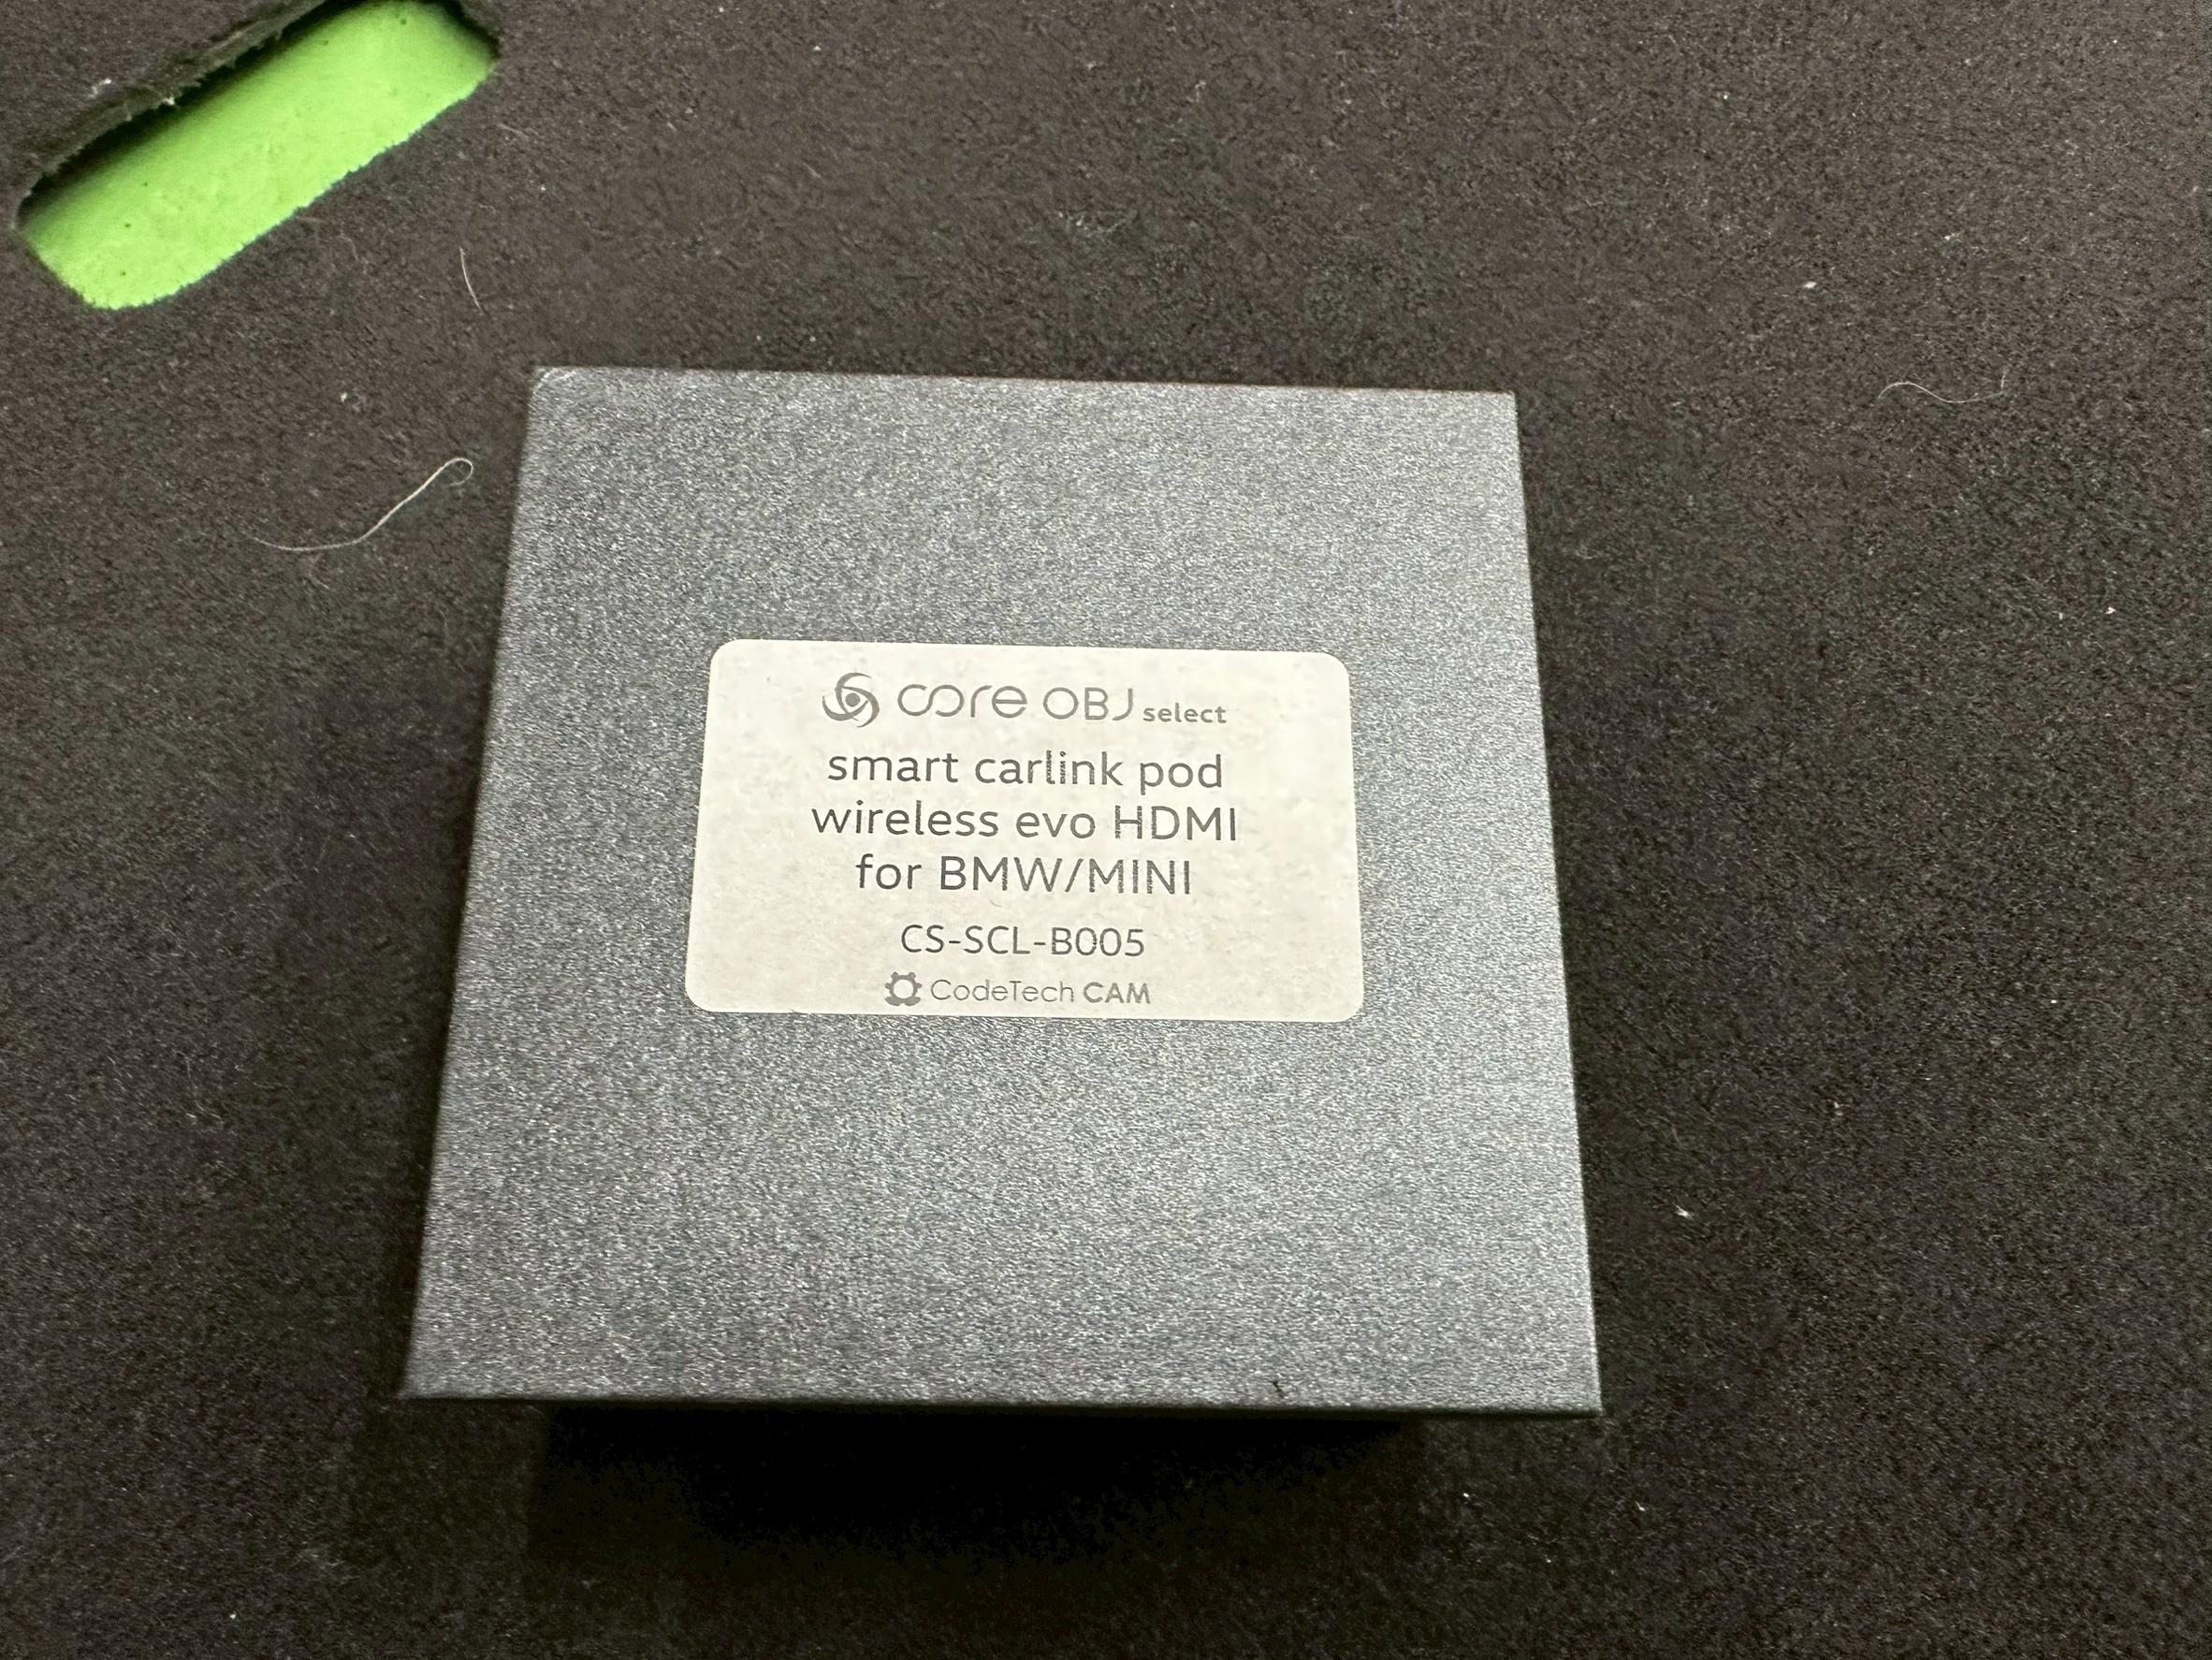 core OBJ select
smart carlink pod
wireless evo HDMI
for BMW/MINI
CS-SCL-B005
CodeTech CAM